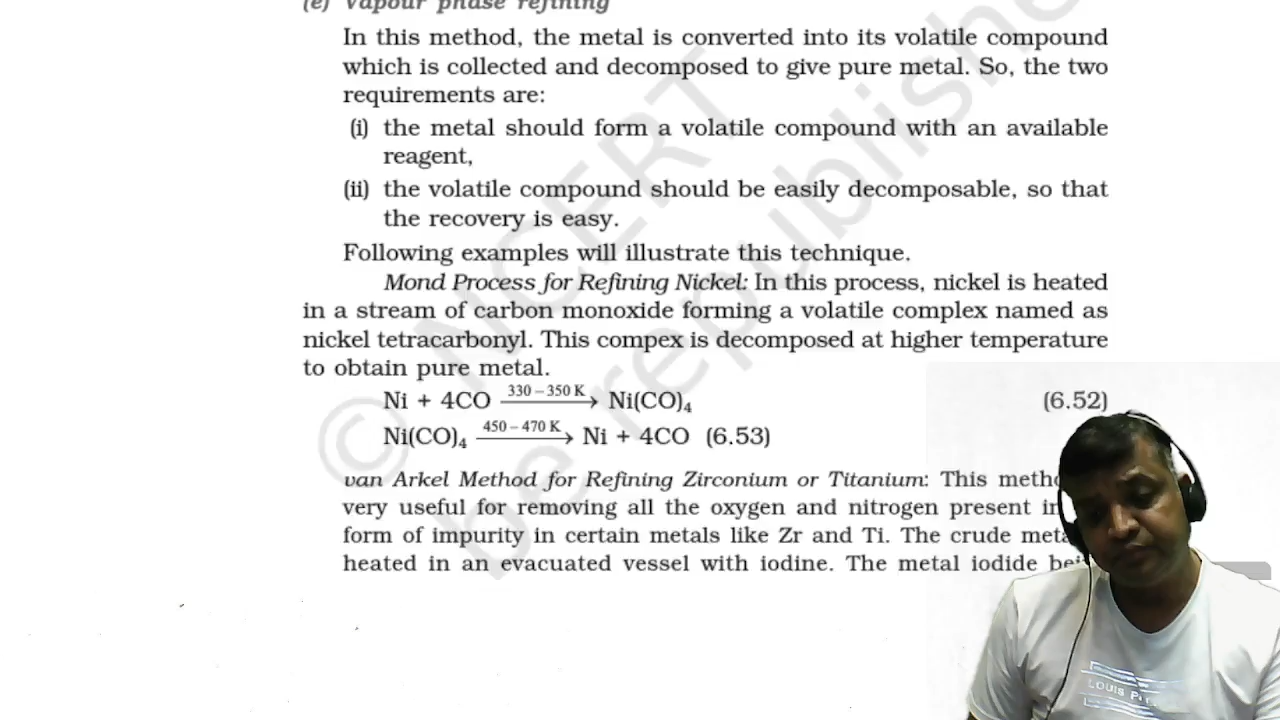 (e) Vapour phase refining
In this method, the metal is converted into its volatile compound
which is collected and decomposed to give pure metal. So, the two
requirements are:
(i) the metal should form a volatile compound with an available
reagent,
(ii) the volatile compound should be easily decomposable, so that
the recovery is easy.
Following examples will illustrate this technique.
Mond Process for Refining Nickel: In this process, nickel is heated
in a stream of carbon monoxide forming a volatile complex named as
nickel tetracarbonyl. This compex is decomposed at higher temperature
to obtain pure metal.
Ni + 4CO 330 – 350 K → Ni(CO)₄ (6.52)
Ni(CO)₄ 450 – 470 K → Ni + 4CO (6.53)
van Arkel Method for Refining Zirconium or Titanium: This
very useful for removing all the oxygen and nitrogen present
form of impurity in certain metals like Zr and Ti. The crude
heated in an evacuated vessel with iodine. The metal iodide
© NCERT
be republished
LOUIS